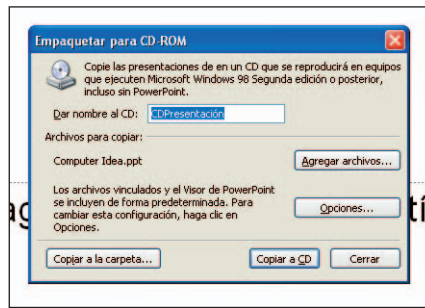 Empaquetar para CD-ROM
Copie las presentaciones de en un CD que se reproducirá en equipos
que ejecuten Microsoft Windows 98 Segunda edición o posterior,
incluso sin PowerPoint.
Dar nombre al CD: CDPresentación
Archivos para copiar:
Computer Idea.ppt
Agregar archivos...
Los archivos vinculados y el Visor de PowerPoint
se incluyen de forma predeterminada. Para
cambiar esta configuración, haga clic en
Opciones.
Opciones...
Copiar a la carpeta... Copiar a CD Cerrar